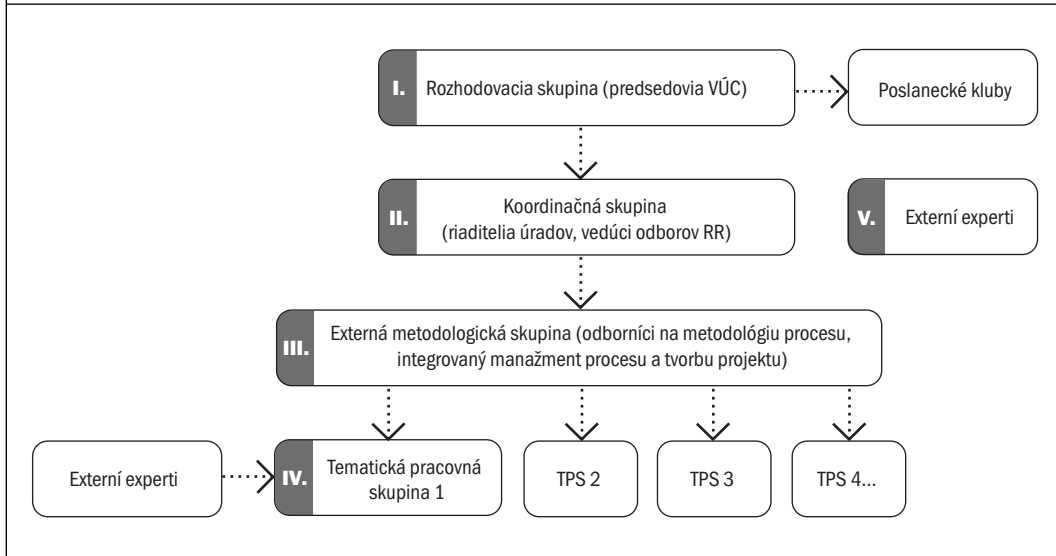 I. Rozhodovacia skupina (predsedovia VÚC)
Poslanecké kluby
II. Koordinačná skupina
(riaditelia úradov, vedúci odborov RR)
V. Externí experti
III. Externá metodologická skupina (odborníci na metodológiu procesu,
integrovaný manažment procesu a tvorbu projektu)
Externí experti
IV. Tematická pracovná
skupina 1
TPS 2
TPS 3
TPS 4...